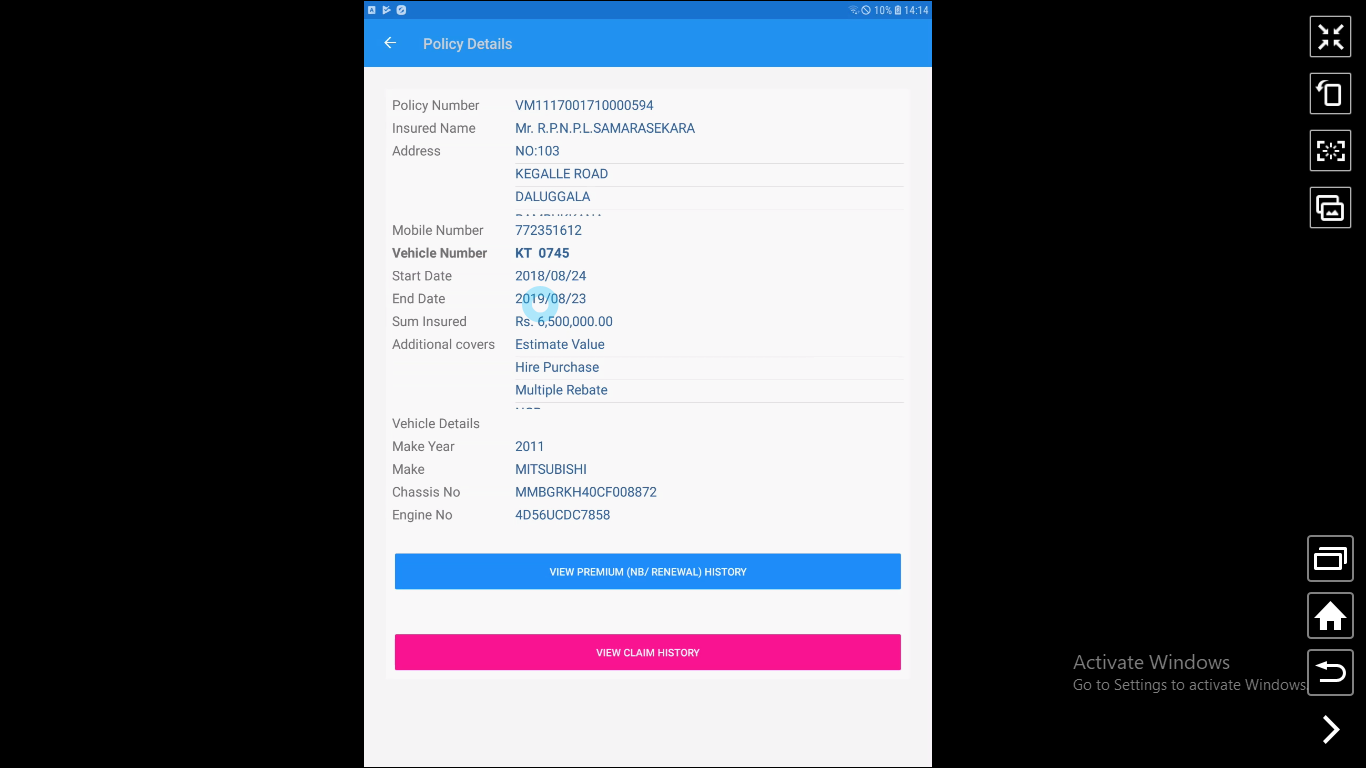 10% 14:14
Policy Details
Policy Number VM1117001710000594
Insured Name Mr. R.P.N.P.L.SAMARASEKARA
Address NO:103
KEGALLE ROAD
DALUGGALA
Mobile Number 772351612
Vehicle Number KT 0745
Start Date 2018/08/24
End Date 2019/08/23
Sum Insured Rs. 6,500,000.00
Additional covers Estimate Value
Hire Purchase
Multiple Rebate
Vehicle Details
Make Year 2011
Make MITSUBISHI
Chassis No MMBGRKH40CF008872
Engine No 4D56UCDC7858
VIEW PREMIUM (NB/ RENEWAL) HISTORY
VIEW CLAIM HISTORY
Activate Windows
Go to Settings to activate Windows